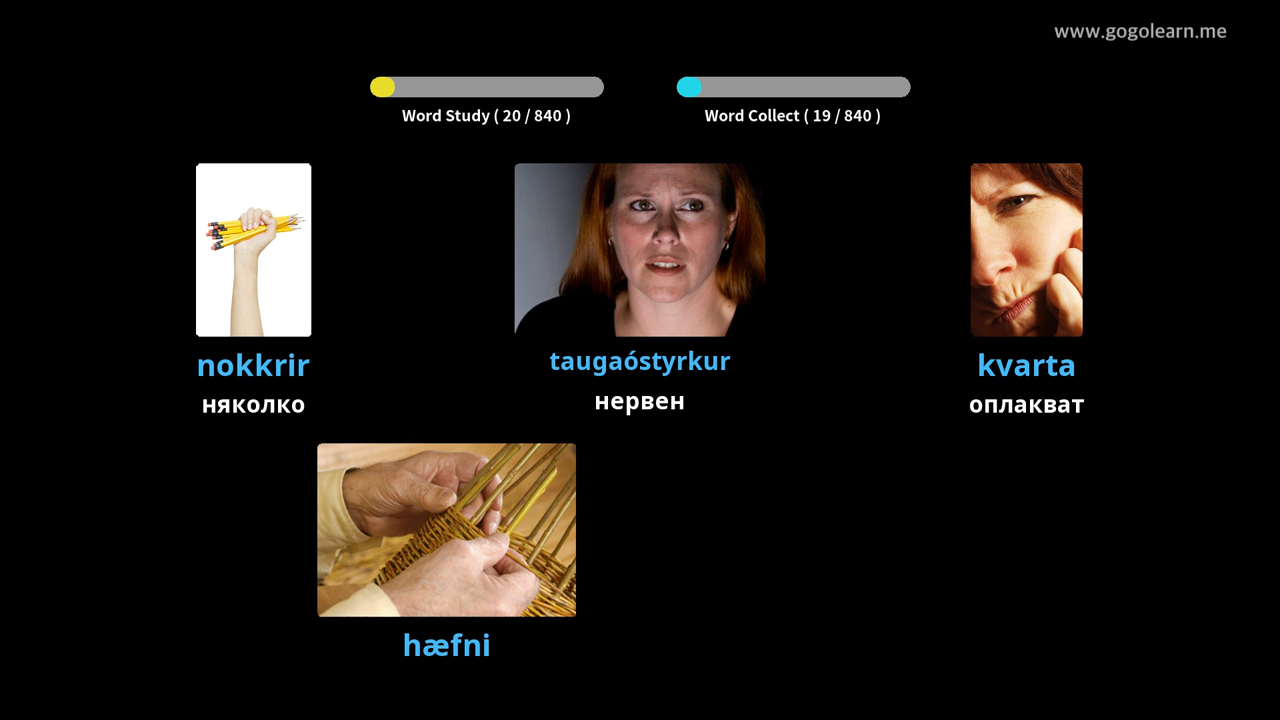 www.gogolearn.me
Word Study ( 20 / 840 )
Word Collect ( 19 / 840 )
nokkrir
няколко
taugaóstyrkur
нервен
kvarta
оплакват
hæfni